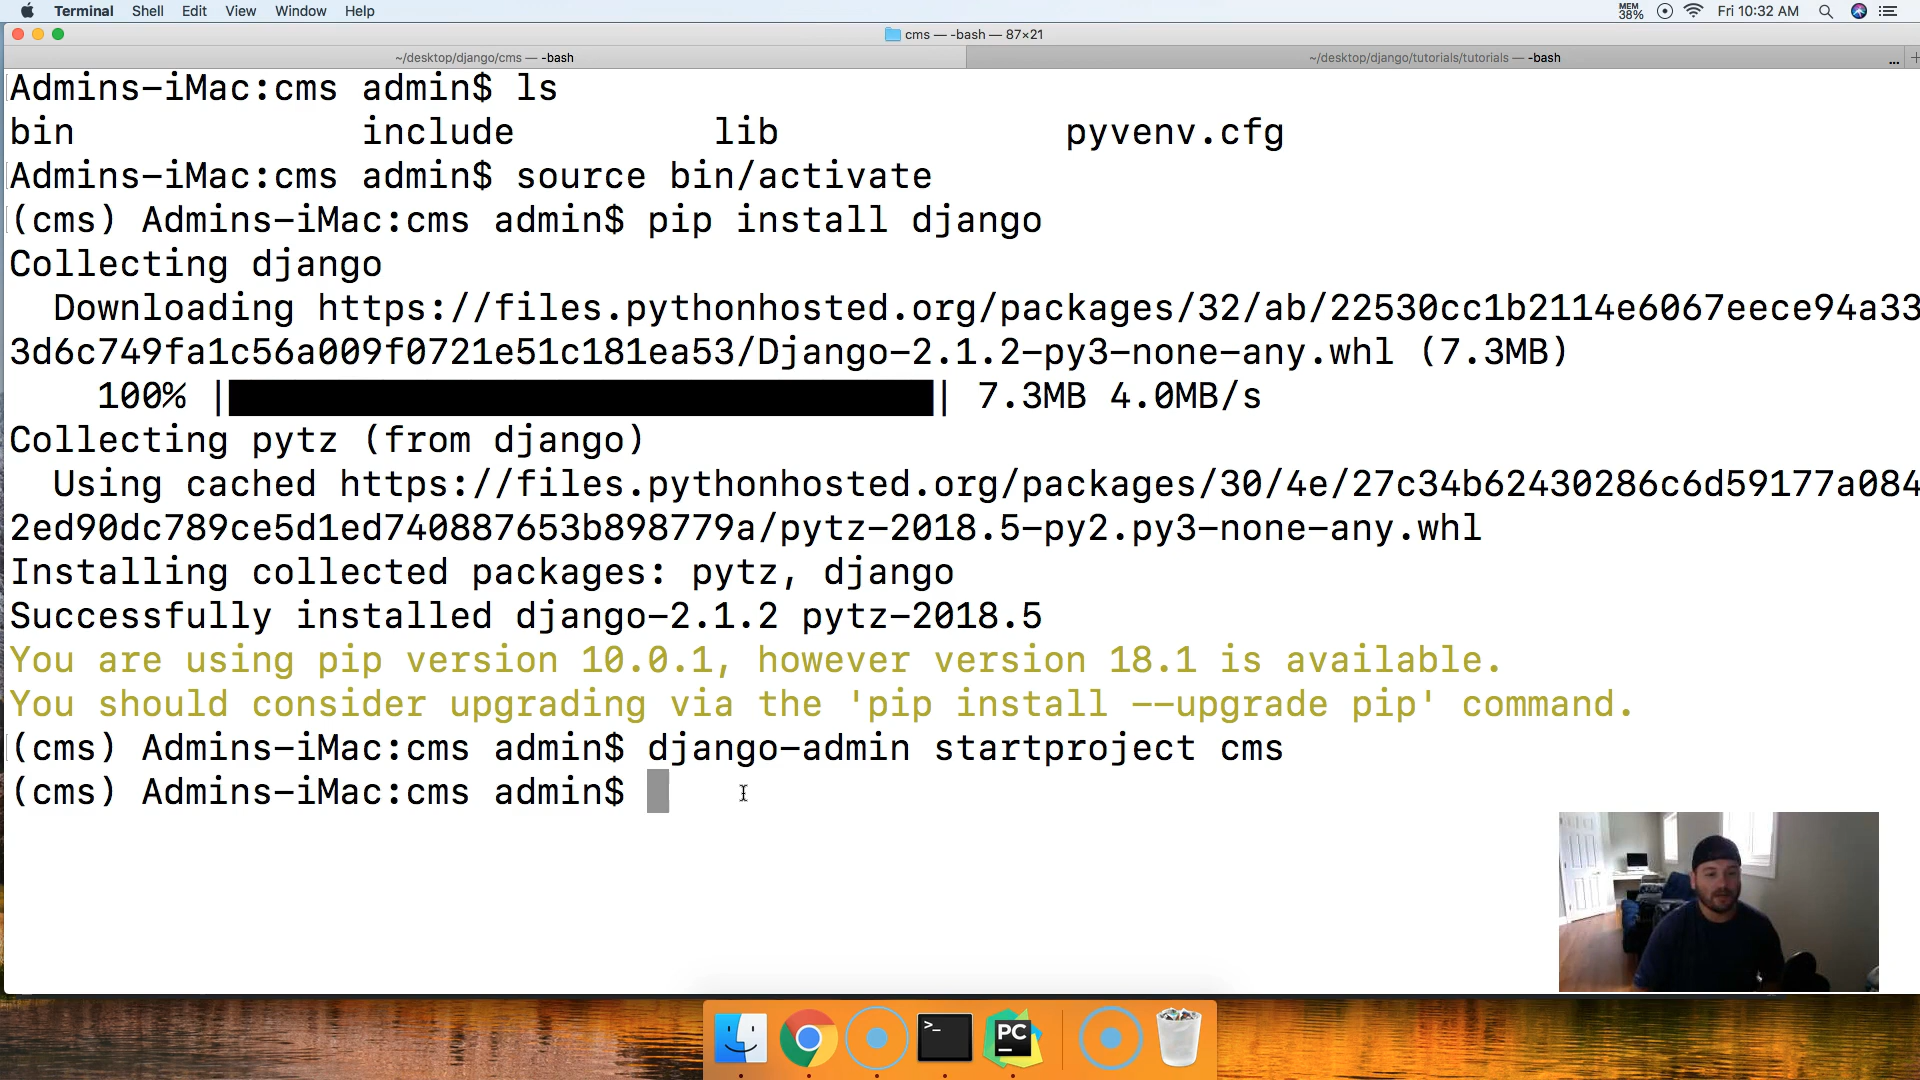 Terminal Shell Edit View Window Help MEM 38% Fri 10:32 AM
cms — -bash — 87×21
~/desktop/django/cms — -bash ~/desktop/django/tutorials/tutorials — -bash ... +
Admins-iMac:cms admin$ ls
bin include lib pyvenv.cfg
Admins-iMac:cms admin$ source bin/activate
(cms) Admins-iMac:cms admin$ pip install django
Collecting django
Downloading https://files.pythonhosted.org/packages/32/ab/22530cc1b2114e6067eece94a33
3d6c749fa1c56a009f0721e51c181ea53/Django-2.1.2-py3-none-any.whl (7.3MB)
100% |████████████████████████████████| 7.3MB 4.0MB/s
Collecting pytz (from django)
Using cached https://files.pythonhosted.org/packages/30/4e/27c34b62430286c6d59177a084
2ed90dc789ce5d1ed740887653b898779a/pytz-2018.5-py2.py3-none-any.whl
Installing collected packages: pytz, django
Successfully installed django-2.1.2 pytz-2018.5
You are using pip version 10.0.1, however version 18.1 is available.
You should consider upgrading via the 'pip install --upgrade pip' command.
(cms) Admins-iMac:cms admin$ django-admin startproject cms
(cms) Admins-iMac:cms admin$
>_ PC